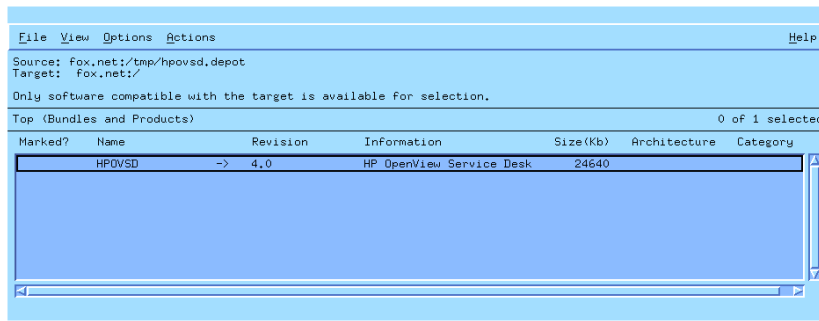 File View Options Actions Help
Source: fox.net:/tmp/hpovsd.depot
Target: fox.net:/
Only software compatible with the target is available for selection.
Top (Bundles and Products) 0 of 1 selected
Marked? Name Revision Information Size(Kb) Architecture Category
HPOVSD -> 4.0 HP OpenView Service Desk 24640